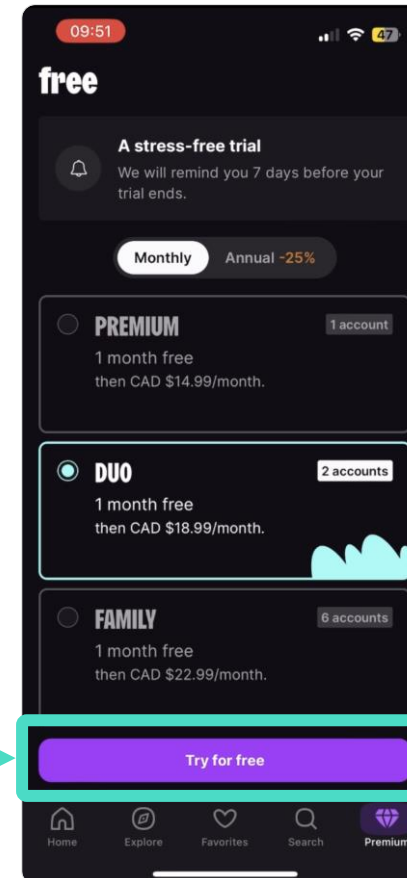 09:51
47
free
A stress-free trial
We will remind you 7 days before your
trial ends.
Monthly
Annual -25%
PREMIUM
1 account
1 month free
then CAD $14.99/month.
DUO
2 accounts
1 month free
then CAD $18.99/month.
FAMILY
6 accounts
1 month free
then CAD $22.99/month.
Try for free
Home
Explore
Favorites
Search
Premium